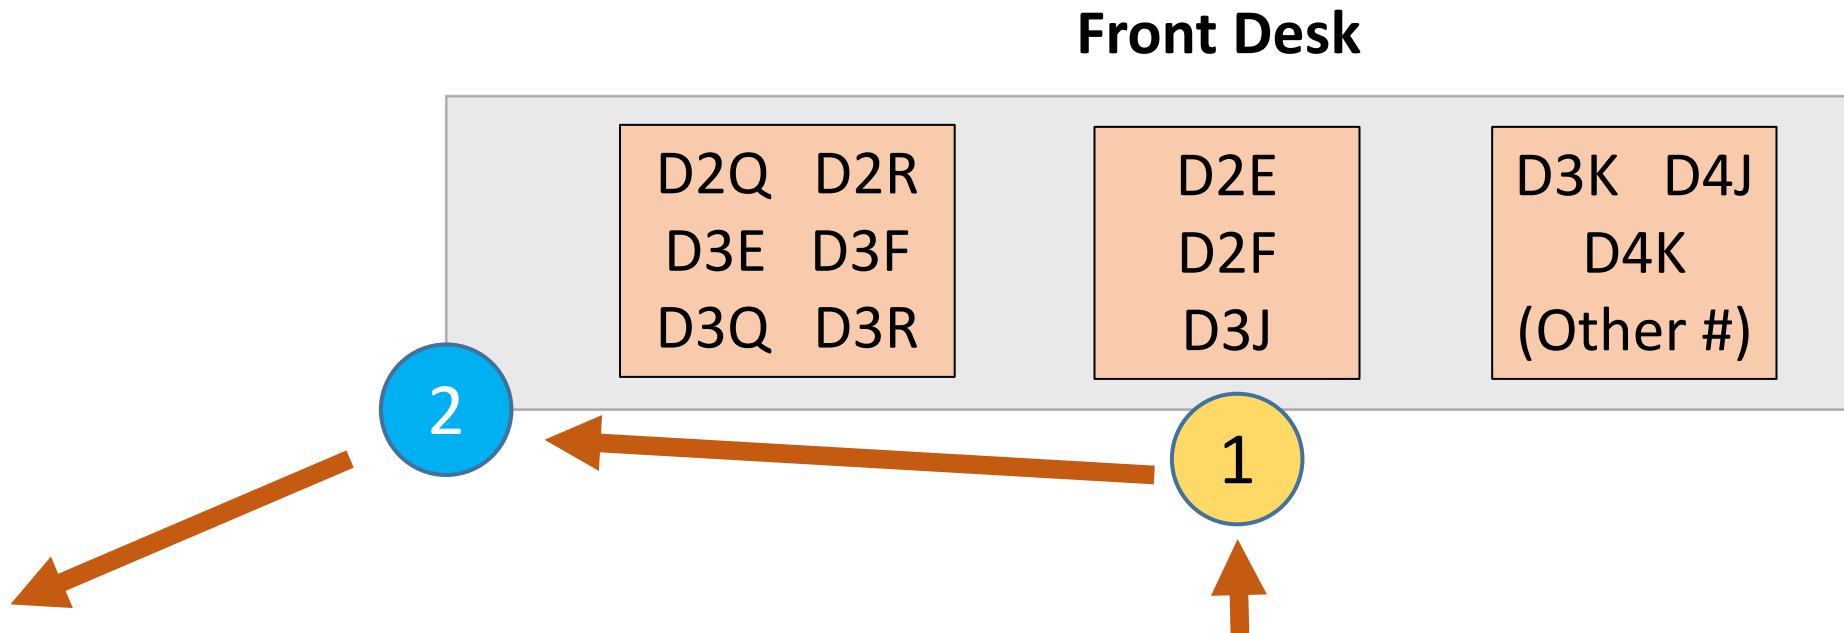 Front Desk
D2Q D2R
D3E D3F
D3Q D3R
D2E
D2F
D3J
D3K D4J
D4K
(Other #)
2
1